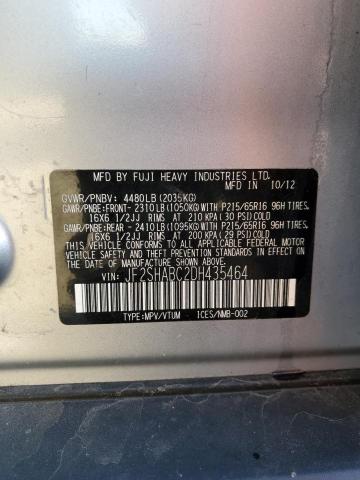 MFD. BY FUJI HEAVY INDUSTRIES LTD.
MFD. IN 10/12
GVWR/PNBV: 4480LB (2035KG)
GAWR/PNBE:FRONT- 2310LB(1050KG) WITH P215/65R16 96H TIRES,
16X6 1/2JJ RIMS AT 210 KPA(30 PSI)COLD
GAWR/PNBE:REAR - 2410LB(1095KG) WITH P215/65R16 96H TIRES,
16X6 1/2JJ RIMS AT 200 KPA(29 PSI)COLD
THIS VEHICLE CONFORMS TO ALL APPLICABLE FEDERAL MOTOR
VEHICLE SAFETY STANDARDS IN EFFECT ON THE DATE OF
MANUFACTURE SHOWN ABOVE.
JF2SHABC2DH435464
TYPE:MPV/VTUM ICES/NMB-002